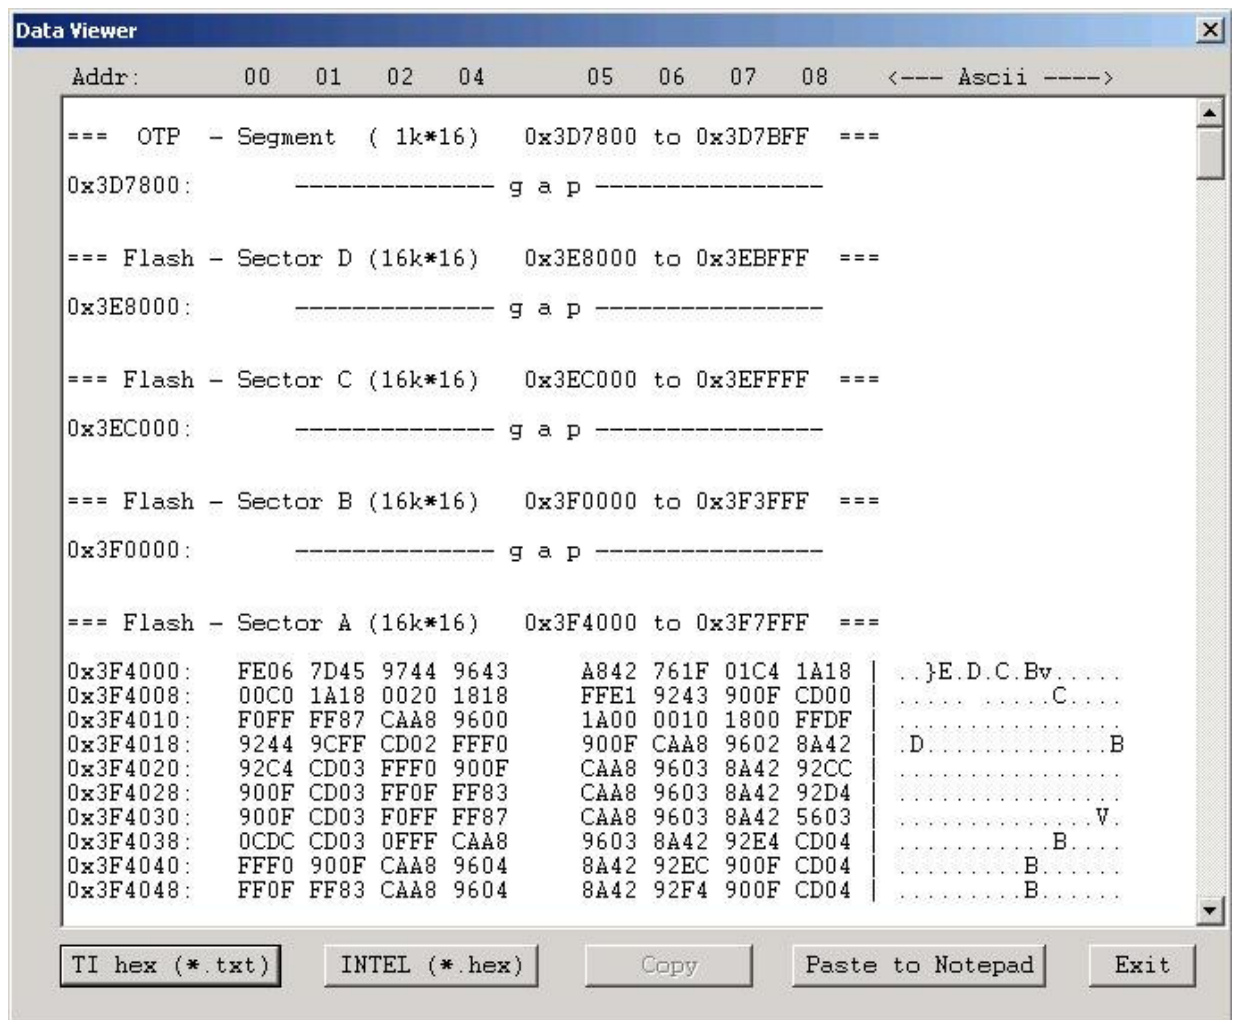 Data Viewer
Addr: 00 01 02 04 05 06 07 08 <--- Ascii ---->
=== OTP - Segment ( 1k*16) 0x3D7800 to 0x3D7BFF ===
0x3D7800: -------------- g a p ----------------
=== Flash - Sector D (16k*16) 0x3E8000 to 0x3EBFFF ===
0x3E8000: -------------- g a p ----------------
=== Flash - Sector C (16k*16) 0x3EC000 to 0x3EFFFF ===
0x3EC000: -------------- g a p ----------------
=== Flash - Sector B (16k*16) 0x3F0000 to 0x3F3FFF ===
0x3F0000: -------------- g a p ----------------
=== Flash - Sector A (16k*16) 0x3F4000 to 0x3F7FFF ===
0x3F4000: FE06 7D45 9744 9643 A842 761F 01C4 1A18 | ..}E.D.C.Bv.....
0x3F4008: 00C0 1A18 0020 1818 FFE1 9243 900F CD00 | ..... .....C....
0x3F4010: F0FF FF87 CAA8 9600 1A00 0010 1800 FFDF | ................
0x3F4018: 9244 9CFF CD02 FFF0 900F CAA8 9602 8A42 | .D.............B
0x3F4020: 92C4 CD03 FFF0 900F CAA8 9603 8A42 92CC | ................
0x3F4028: 900F CD03 FF0F FF83 CAA8 9603 8A42 92D4 | ................
0x3F4030: 900F CD03 F0FF FF87 CAA8 9603 8A42 5603 | ..............V.
0x3F4038: 0CDC CD03 0FFF CAA8 9603 8A42 92E4 CD04 | ...........B....
0x3F4040: FFF0 900F CAA8 9604 8A42 92EC 900F CD04 | .........B......
0x3F4048: FF0F FF83 CAA8 9604 8A42 92F4 900F CD04 | .........B......
TI hex (*.txt) INTEL (*.hex) Copy Paste to Notepad Exit